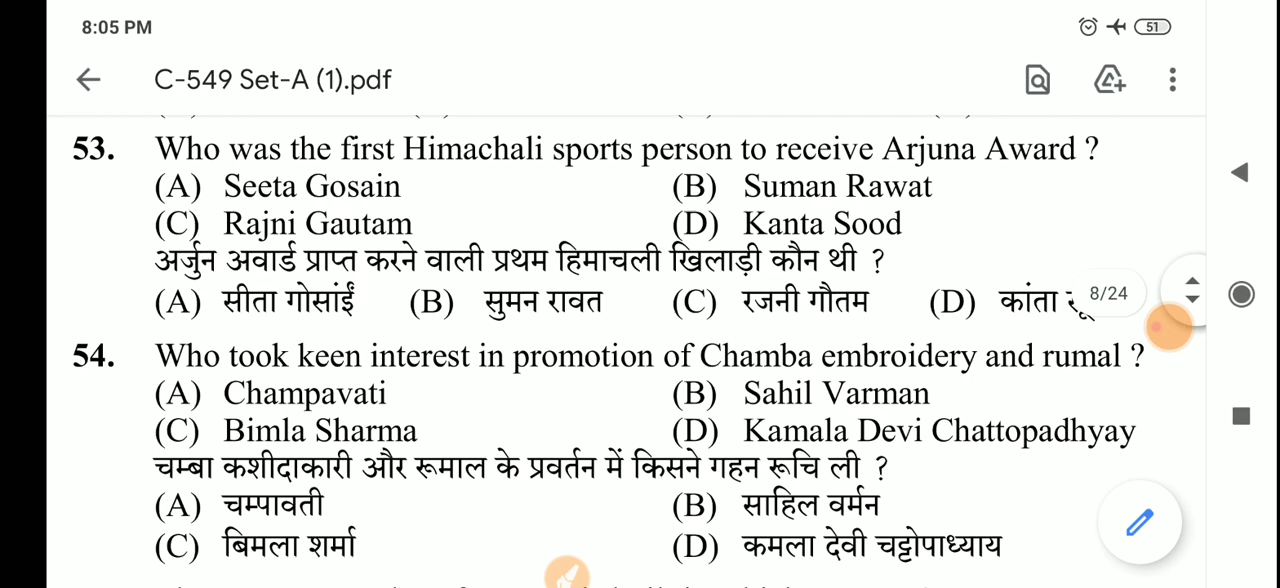 8:05 PM
51
C-549 Set-A (1).pdf
53. Who was the first Himachali sports person to receive Arjuna Award ?
(A) Seeta Gosain (B) Suman Rawat
(C) Rajni Gautam (D) Kanta Sood
अर्जुन अवार्ड प्राप्त करने वाली प्रथम हिमाचली खिलाड़ी कौन थी ?
(A) सीता गोसांईं (B) सुमन रावत (C) रजनी गौतम (D) कांता
8/24
54. Who took keen interest in promotion of Chamba embroidery and rumal ?
(A) Champavati (B) Sahil Varman
(C) Bimla Sharma (D) Kamala Devi Chattopadhyay
चम्बा कशीदाकारी और रूमाल के प्रवर्तन में किसने गहन रूचि ली ?
(A) चम्पावती (B) साहिल वर्मन
(C) बिमला शर्मा (D) कमला देवी चट्टोपाध्याय